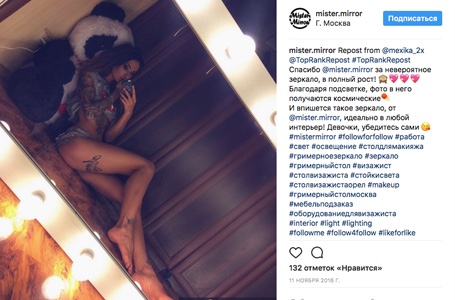 Mister
Mirror
mister.mirror
Г. Москва
Подписаться
mister.mirror Repost from @mexika_2x
@TopRankRepost #TopRankRepost
Спасибо @mister.mirror за невероятное
зеркало, в полный рост! 🙈💖💖💖💖
Благодаря подсветке, фото в него
получаются космические💫
И впишется такое зеркало, от
@mister.mirror, идеально в любой
интерьер! Девочки, убедитесь сами 😘
#mistermirror #followforfollow #работа
#свет #освещение #столдлямакияжа
#гримерноезеркало #зеркало
#гримерныйстол #визажист
#столвизажиста #стойкисвета
#столвизажистаорел #makeup
#гримерныйстолмосква
#мебельподзаказ
#оборудованиедлявизажиста
#interior #light #lighting
#followme #follow4follow #likeforlike
132 отметок «Нравится»
11 НОЯБРЯ 2016 Г.